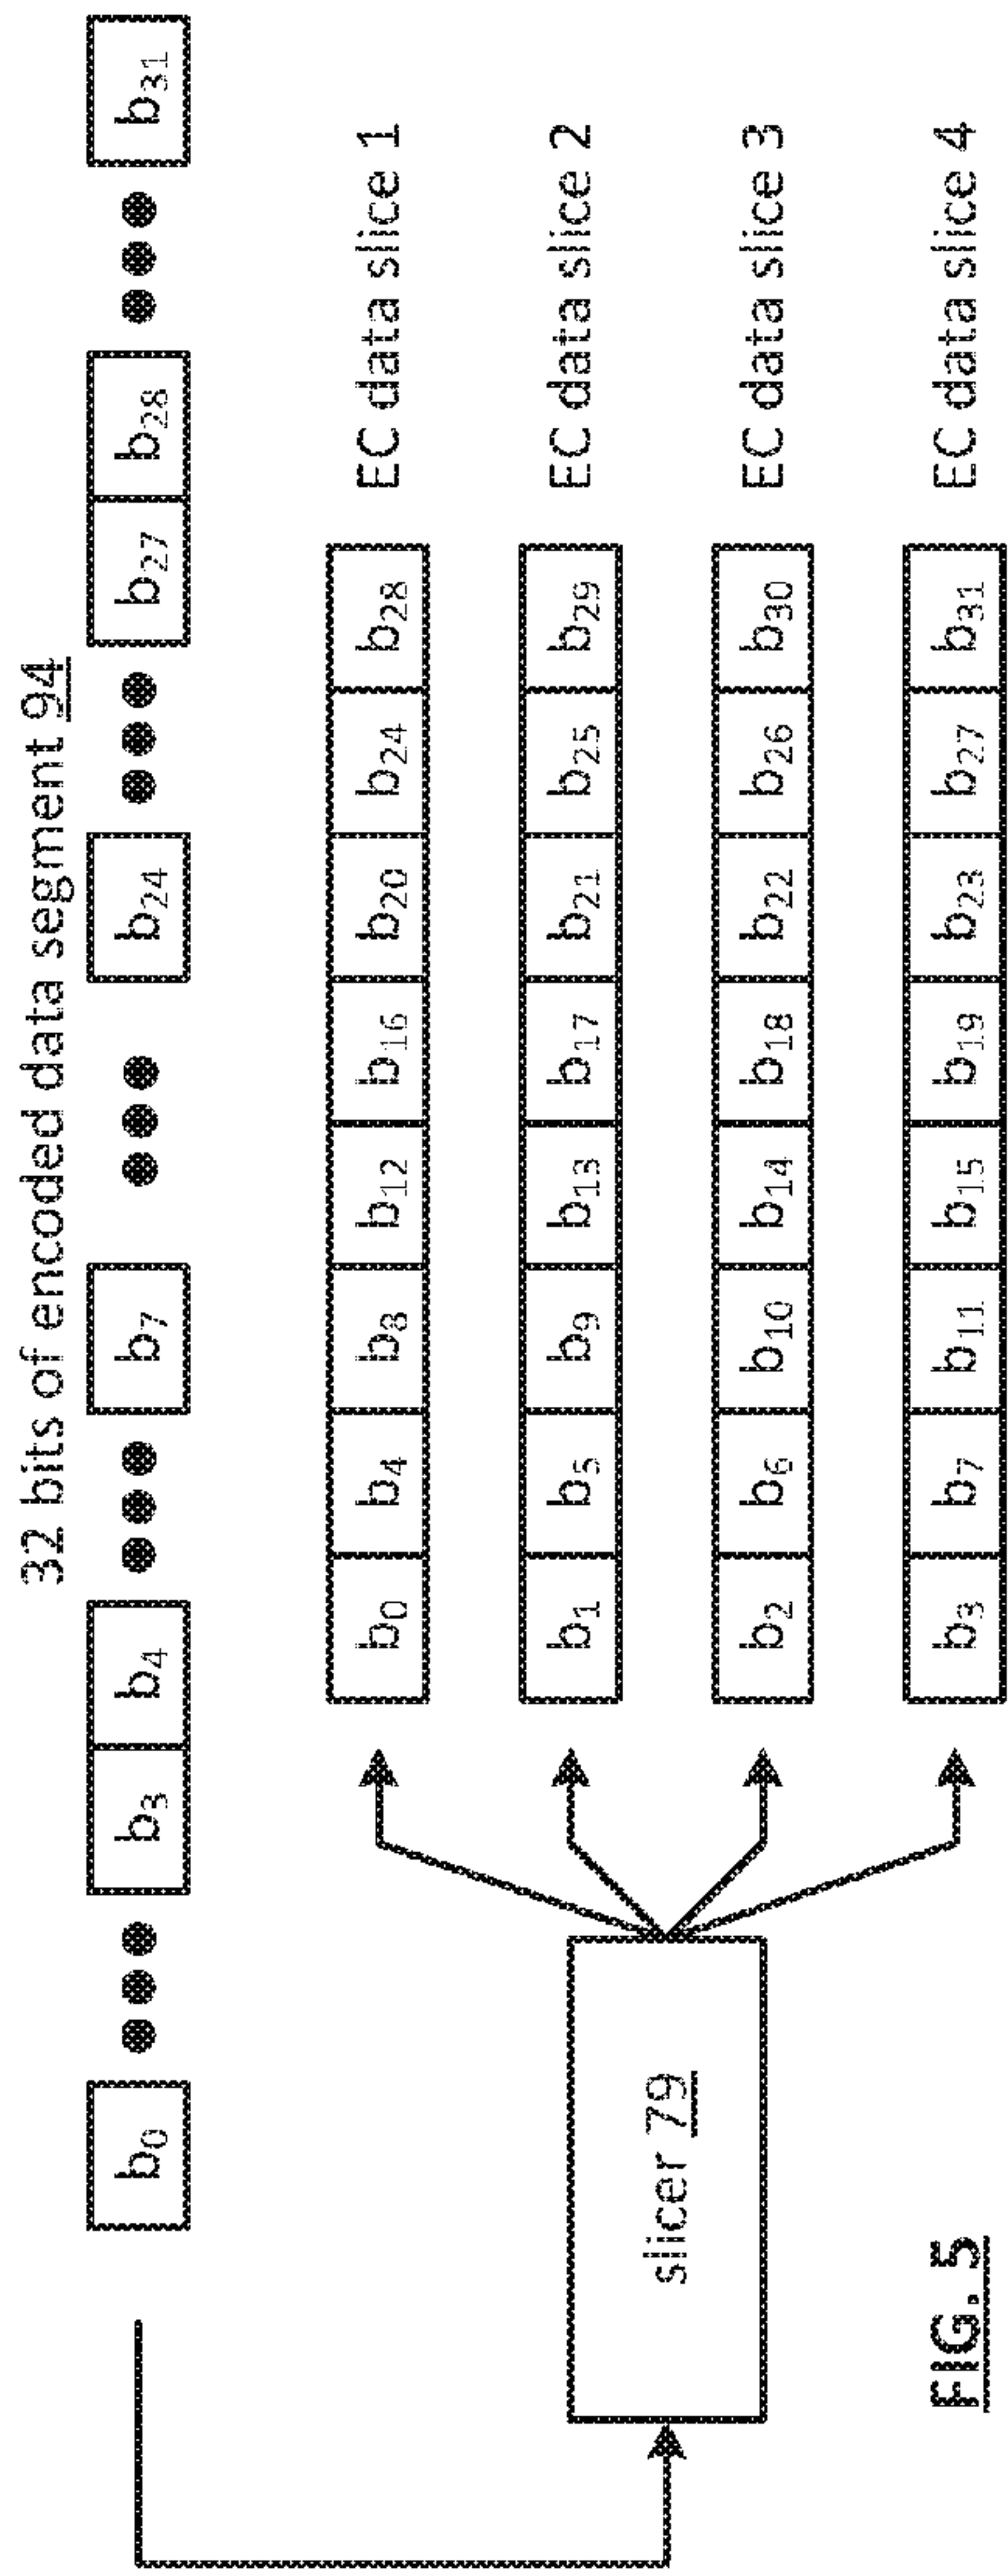 32 bits of encoded data segment 94
b0 ●●● b3 b4 ●●● b7 ●●● b24 ●●● b27 b28 ●●● b31
b0 b4 b8 b12 b16 b20 b24 b28 EC data slice 1
b1 b5 b9 b13 b17 b21 b25 b29 EC data slice 2
slicer 79
b2 b6 b10 b14 b18 b22 b26 b30 EC data slice 3
b3 b7 b11 b15 b19 b23 b27 b31 EC data slice 4
FIG. 5